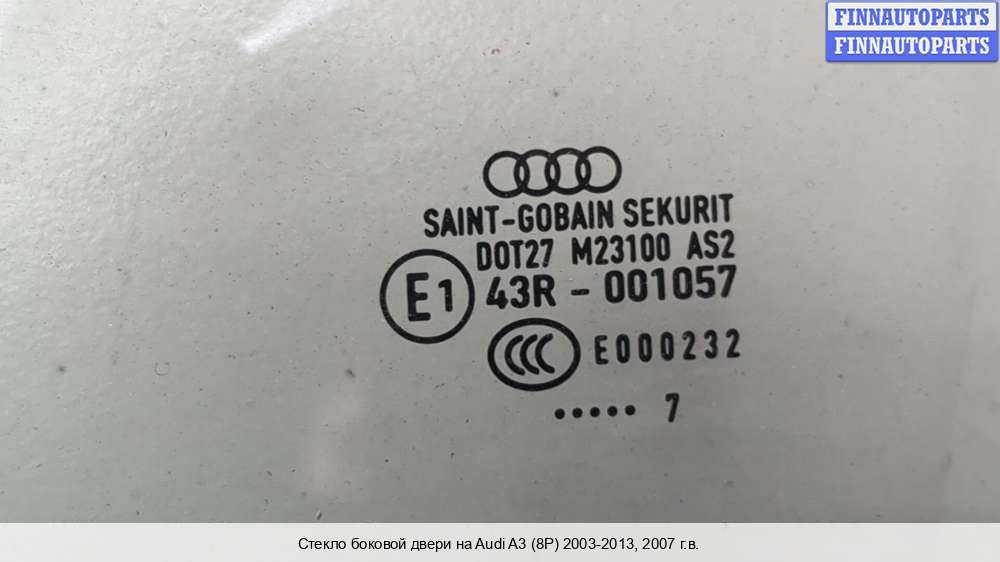 FINNAUTOPARTS
FINNAUTOPARTS
SAINT-GOBAIN SEKURIT
DOT27 M23100 AS2
E1 43R - 001057
CCC E000232
..... 7
Стекло боковой двери на Audi A3 (8P) 2003-2013, 2007 г.в.